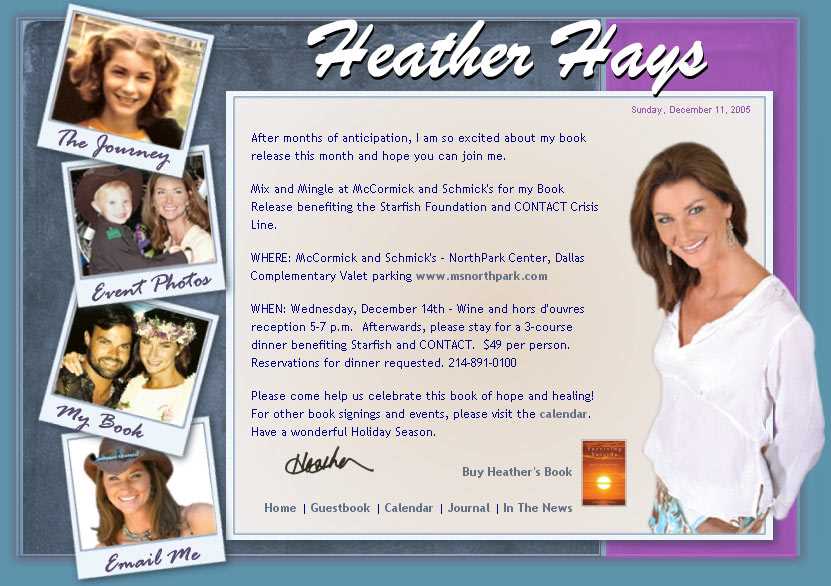 Heather Hays
Sunday, December 11, 2005
The Journey
Event Photos
My Book
Email Me
After months of anticipation, I am so excited about my book
release this month and hope you can join me.
Mix and Mingle at McCormick and Schmick's for my Book
Release benefiting the Starfish Foundation and CONTACT Crisis
Line.
WHERE: McCormick and Schmick's - NorthPark Center, Dallas
Complementary Valet parking www.msnorthpark.com
WHEN: Wednesday, December 14th - Wine and hors d'ouvres
reception 5-7 p.m. Afterwards, please stay for a 3-course
dinner benefiting Starfish and CONTACT. $49 per person.
Reservations for dinner requested. 214-891-0100
Please come help us celebrate this book of hope and healing!
For other book signings and events, please visit the calendar.
Have a wonderful Holiday Season.
Heather
Buy Heather's Book
Surviving
Suicide
Home | Guestbook | Calendar | Journal | In The News